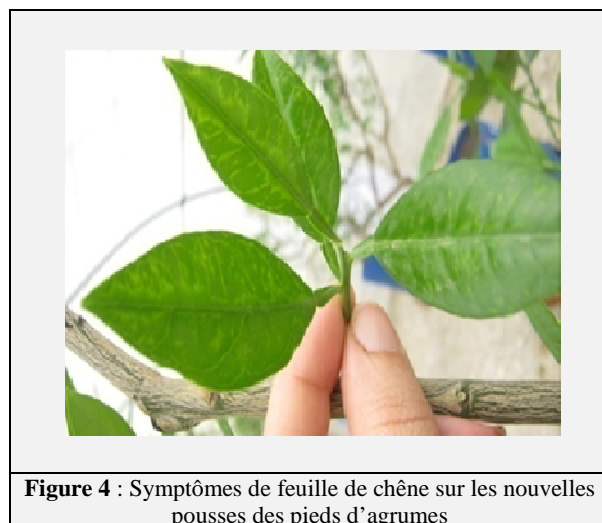 Figure 4 : Symptômes de feuille de chêne sur les nouvelles
pousses des pieds d’agrumes